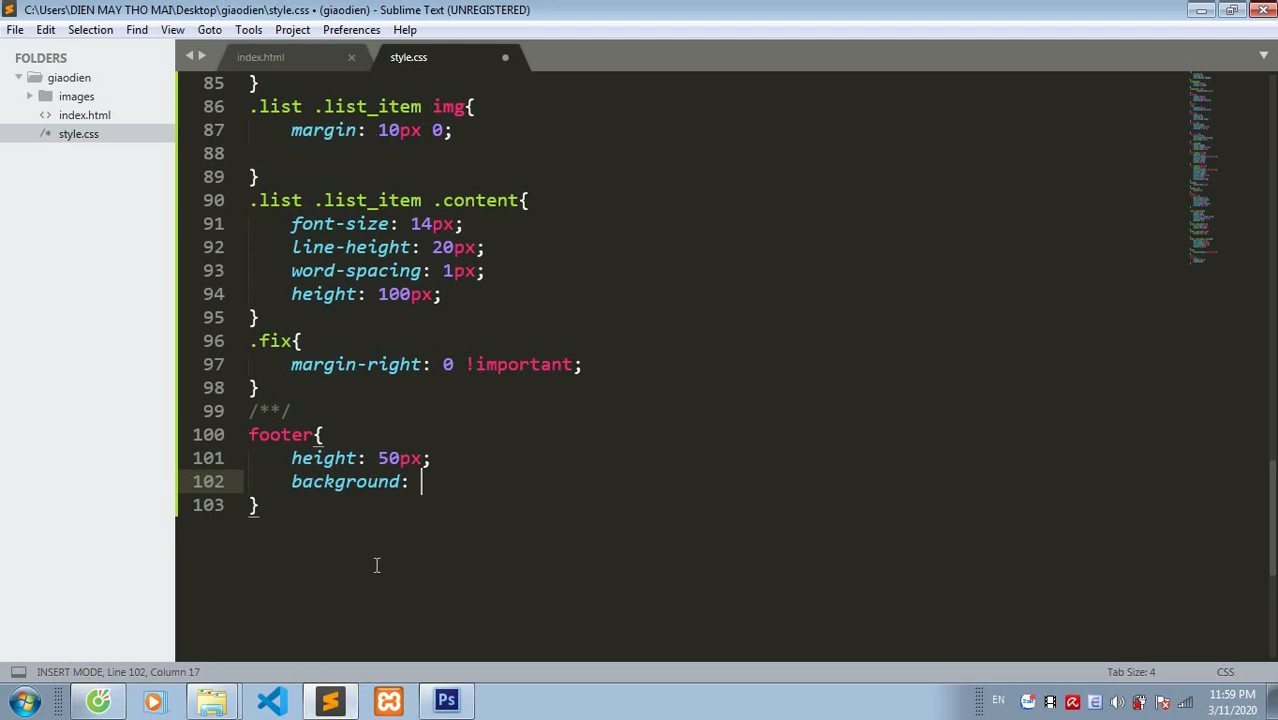 C:\Users\DIEN MAY THO MAI\Desktop\giaodien\style.css • (giaodien) - Sublime Text (UNREGISTERED)
File Edit Selection Find View Goto Tools Project Preferences Help
FOLDERS
giaodien
images
index.html
style.css
index.html
style.css
85 }
86 .list .list_item img{
87 margin: 10px 0;
88
89 }
90 .list .list_item .content{
91 font-size: 14px;
92 line-height: 20px;
93 word-spacing: 1px;
94 height: 100px;
95 }
96 .fix{
97 margin-right: 0 !important;
98 }
99 /**/
100 footer{
101 height: 50px;
102 background:
103 }
INSERT MODE, Line 102, Column 17
Tab Size: 4
CSS
Ps
EN
Zalo
11:59 PM
3/11/2020